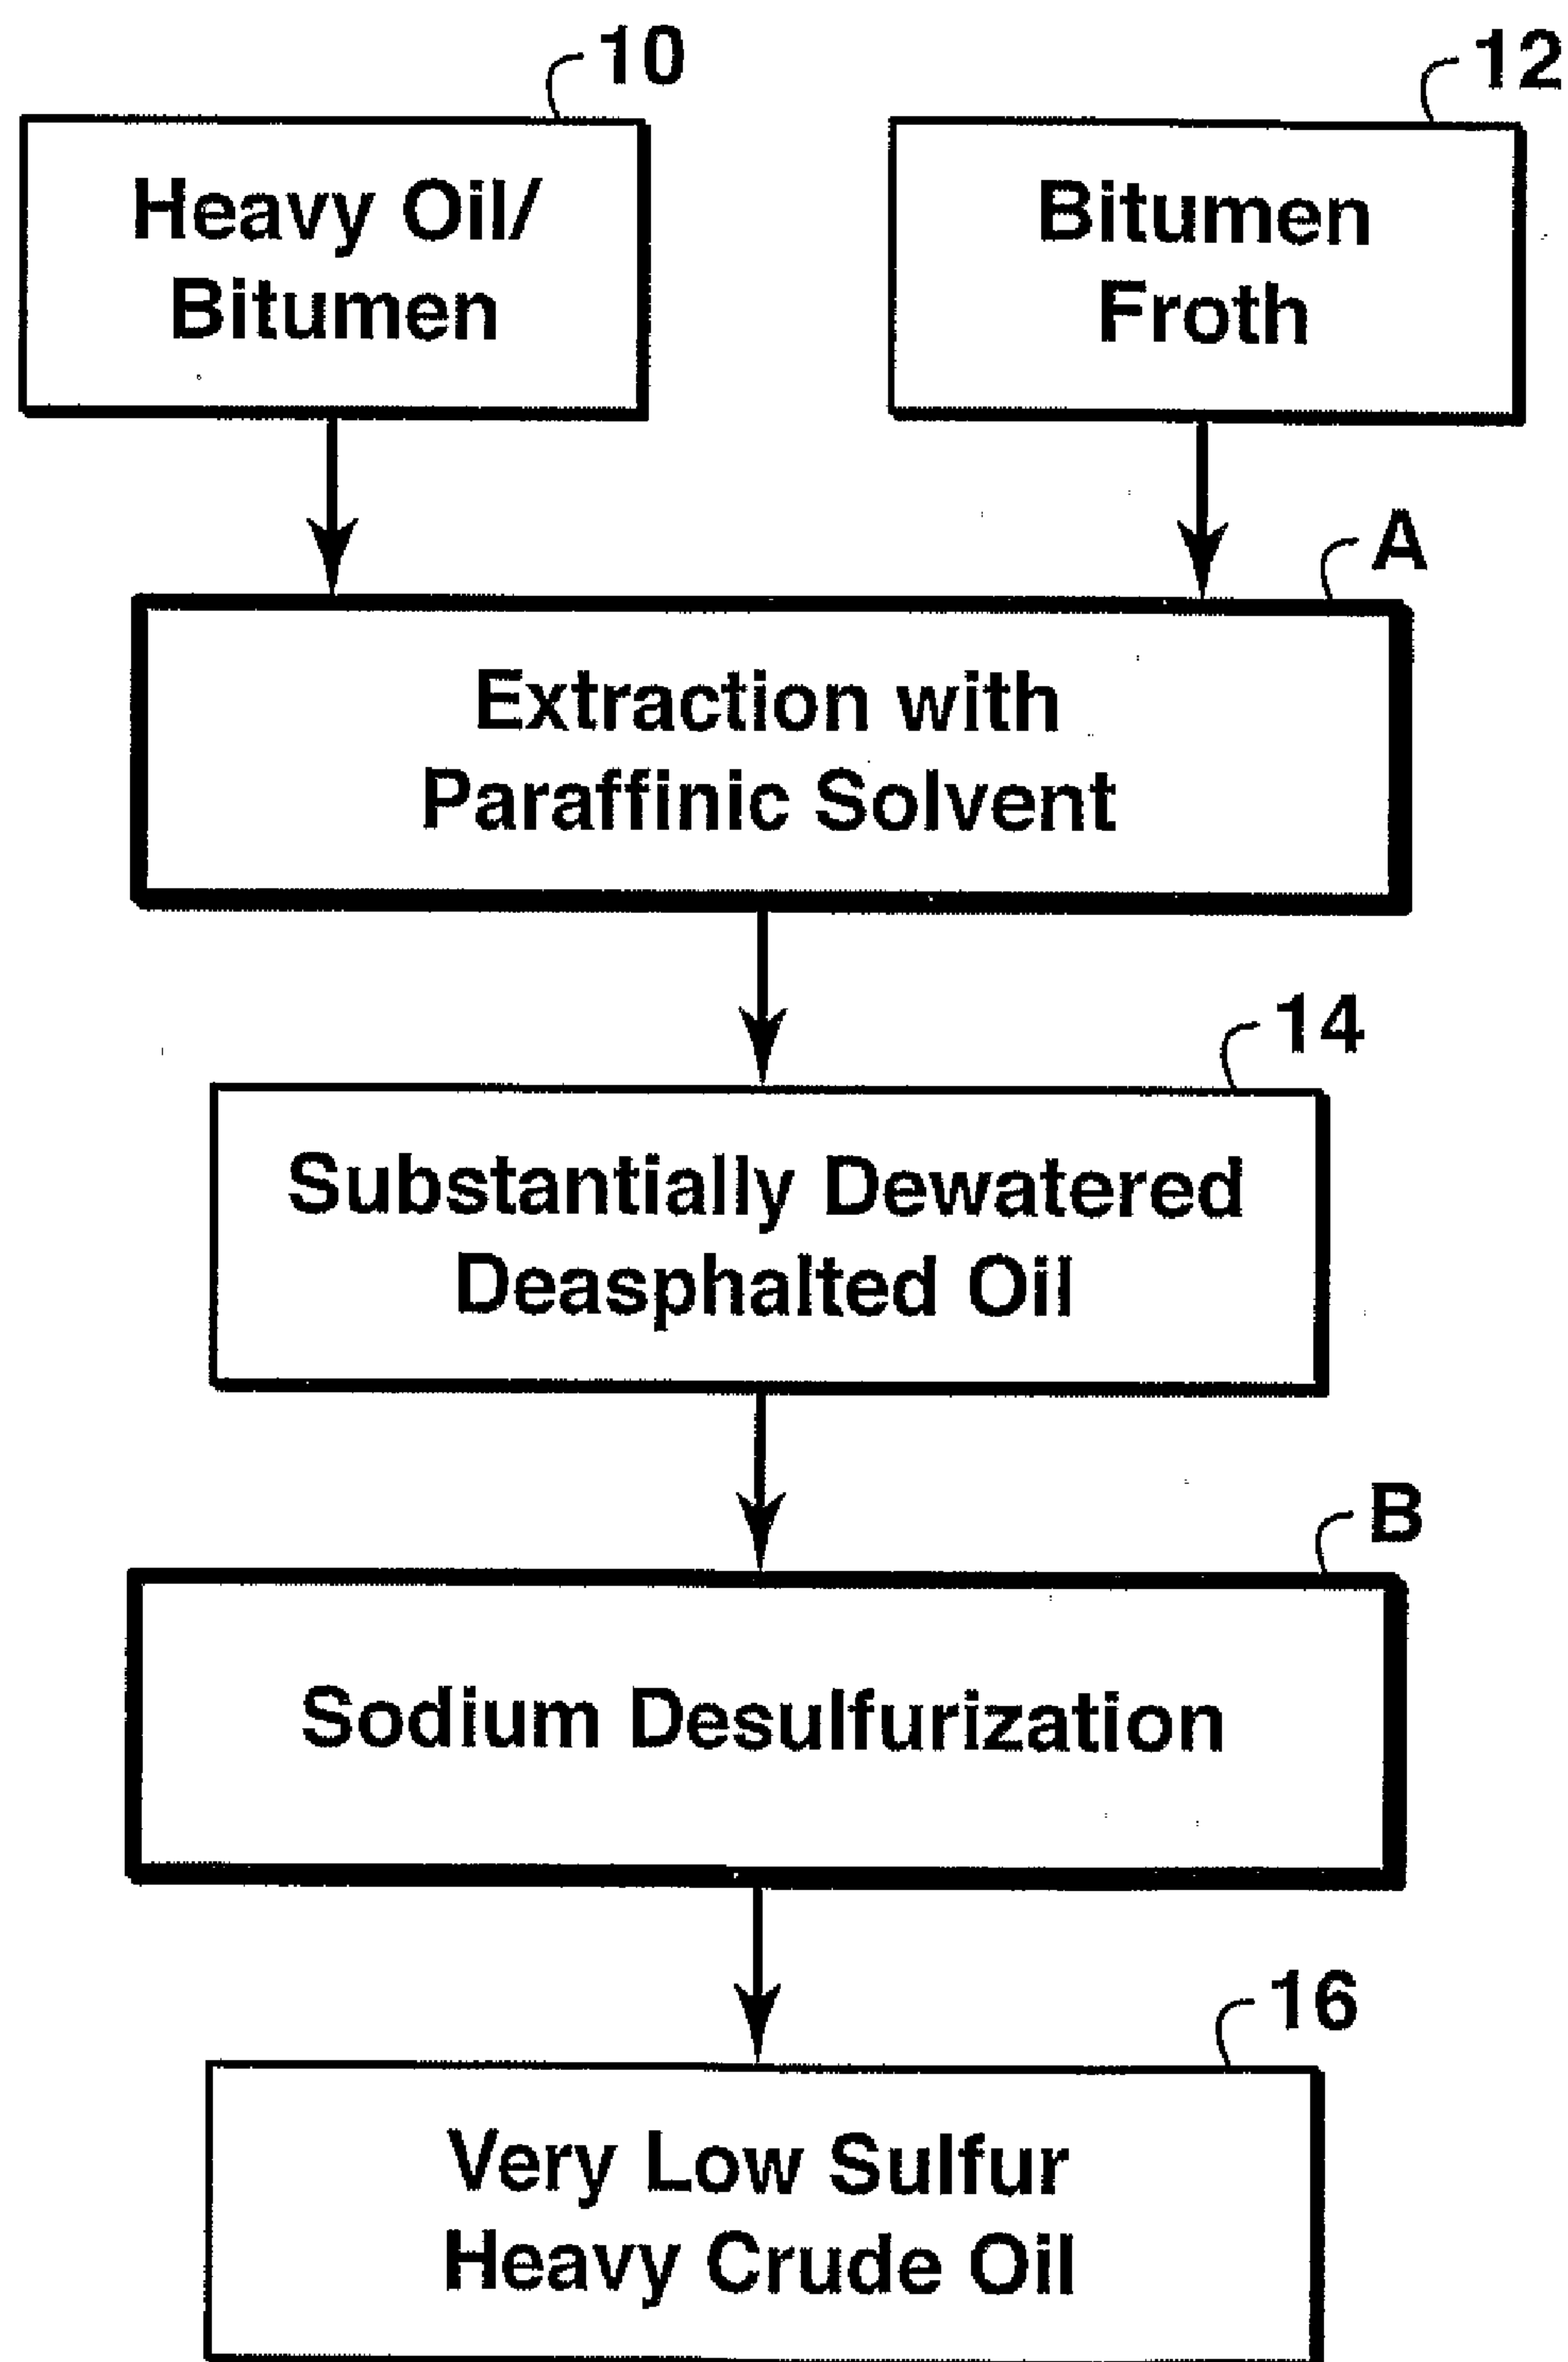 10
12
Heavy Oil/
Bitumen
Bitumen
Froth
A
Extraction with
Paraffinic Solvent
14
Substantially Dewatered
Deasphalted Oil
B
Sodium Desulfurization
16
Very Low Sulfur
Heavy Crude Oil